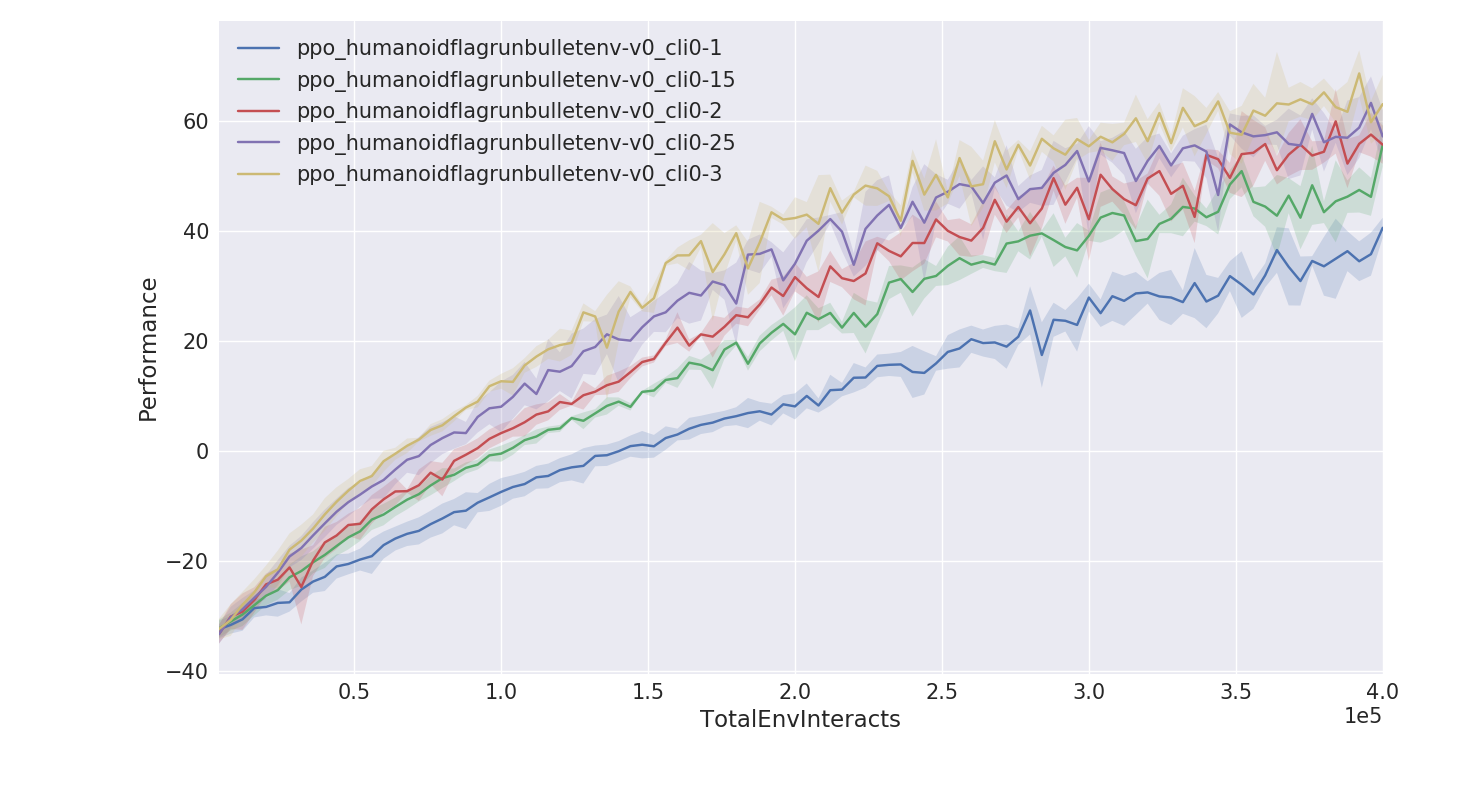 ppo_humanoidflagrunbulletenv-v0_cli0-1
ppo_humanoidflagrunbulletenv-v0_cli0-15
ppo_humanoidflagrunbulletenv-v0_cli0-2
ppo_humanoidflagrunbulletenv-v0_cli0-25
ppo_humanoidflagrunbulletenv-v0_cli0-3
60
40
20
0
−20
−40
Performance
0.5 1.0 1.5 2.0 2.5 3.0 3.5 4.0
1e5
TotalEnvInteracts